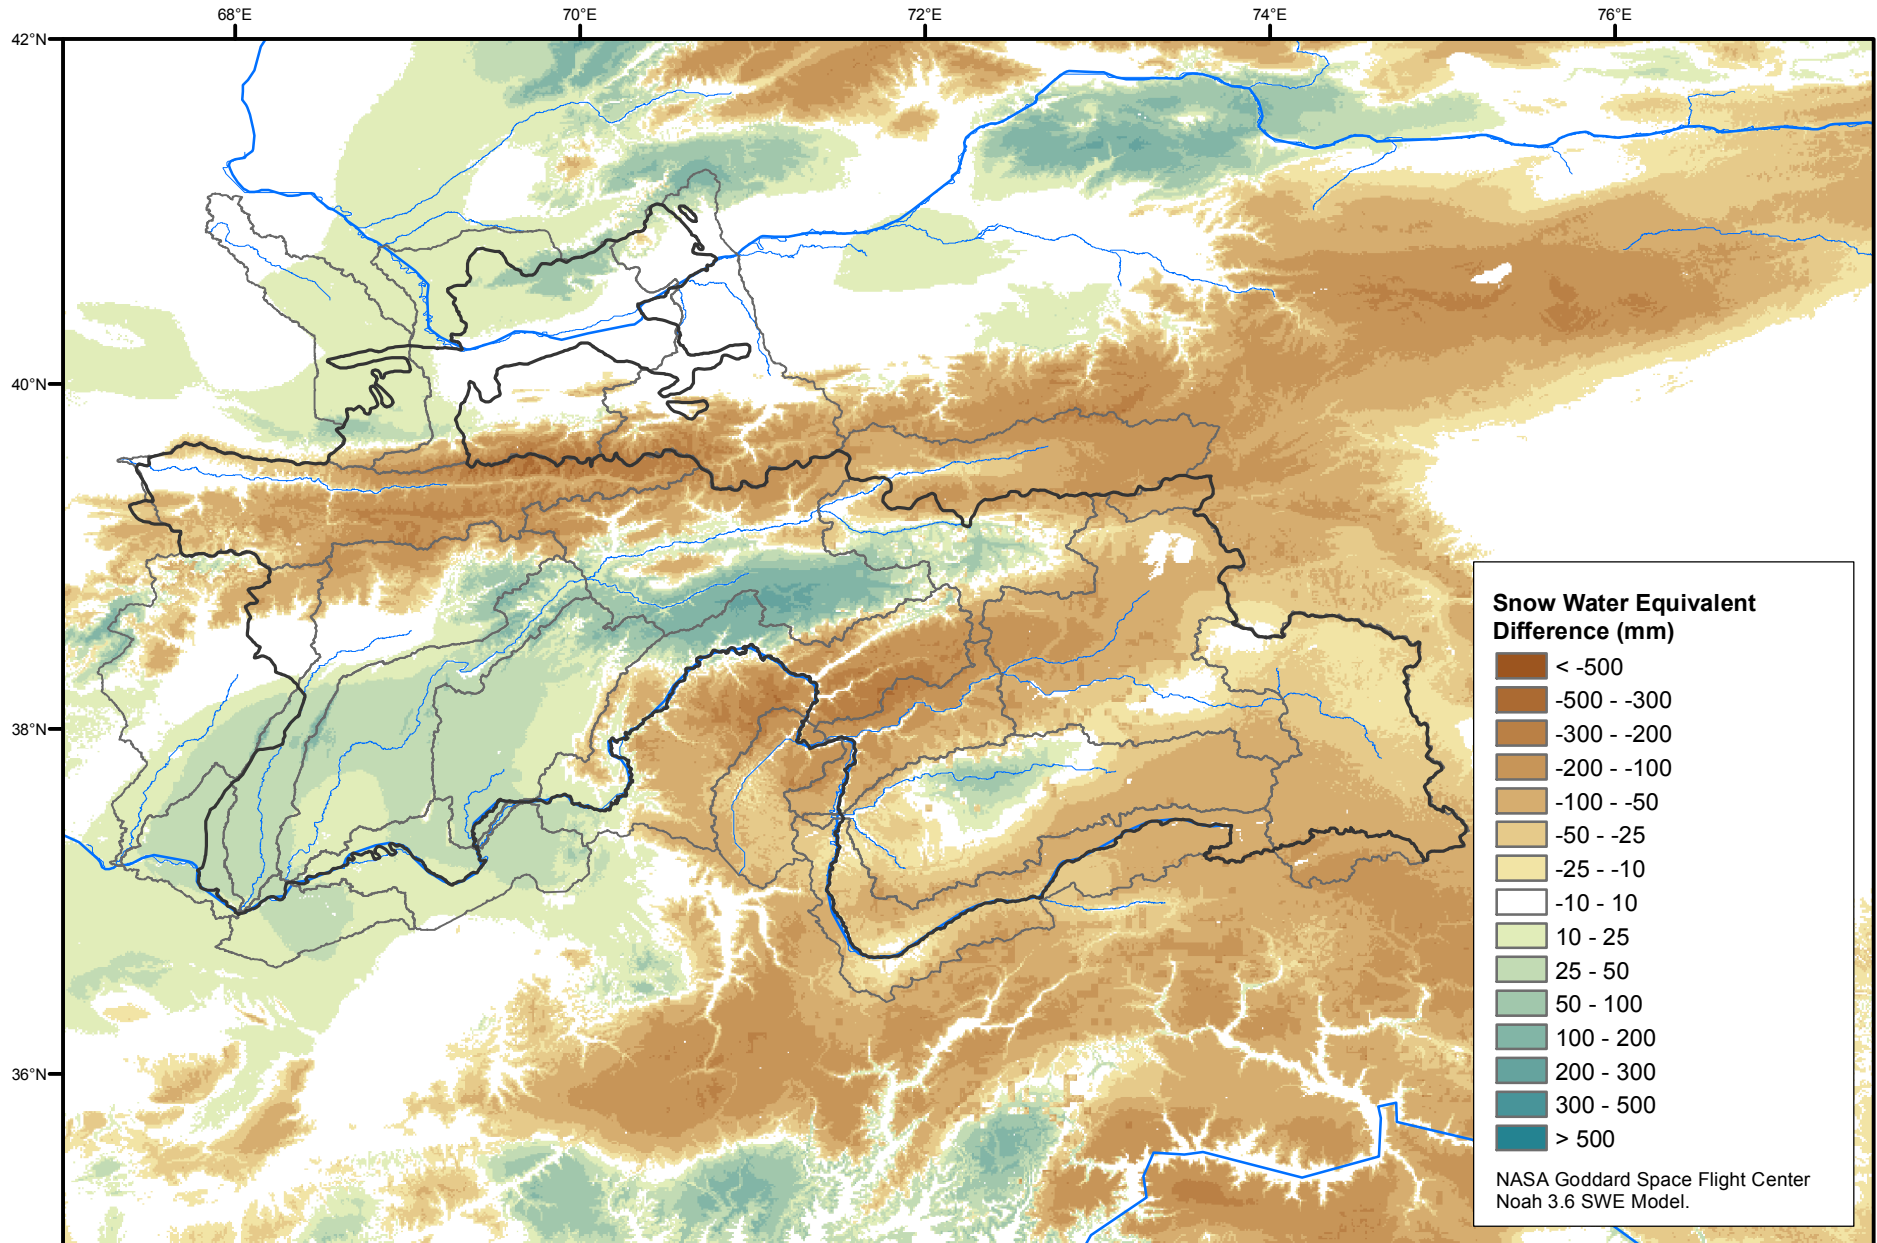 68°E
70°E
72°E
74°E
76°E
42°N
40°N
38°N
36°N
Snow Water Equivalent
Difference (mm)
< -500
-500 - -300
-300 - -200
-200 - -100
-100 - -50
-50 - -25
-25 - -10
-10 - 10
10 - 25
25 - 50
50 - 100
100 - 200
200 - 300
300 - 500
> 500
NASA Goddard Space Flight Center
Noah 3.6 SWE Model.